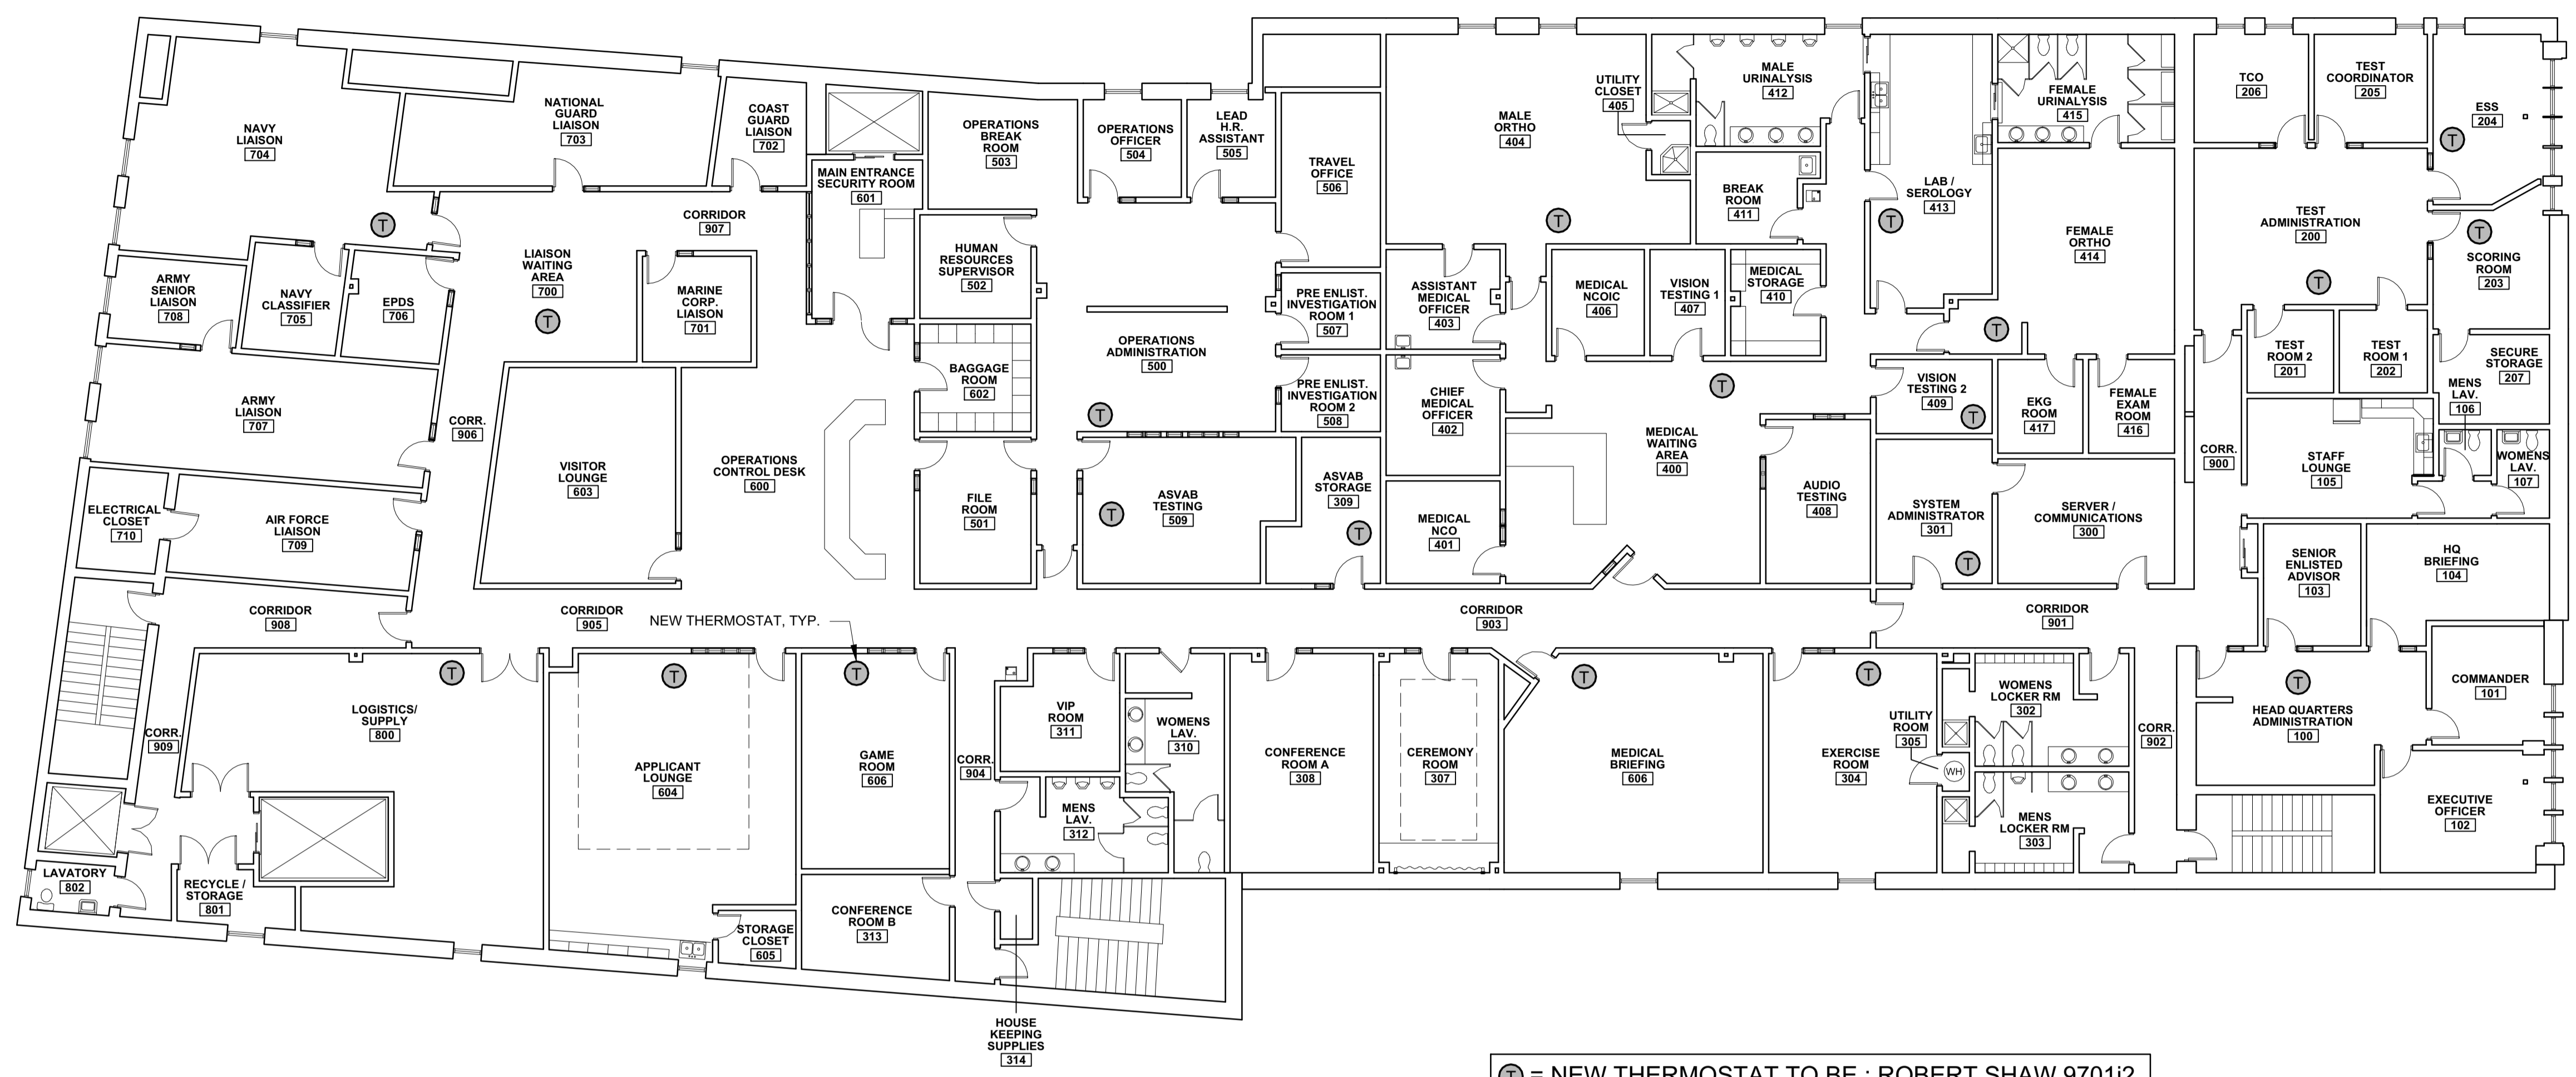 NAVY
LIAISON
704
NATIONAL
GUARD
LIAISON
703
COAST
GUARD
LIAISON
702
MAIN ENTRANCE
SECURITY ROOM
601
OPERATIONS
BREAK
ROOM
503
OPERATIONS
OFFICER
504
LEAD
H.R.
ASSISTANT
505
TRAVEL
OFFICE
506
MALE
ORTHO
404
UTILITY
CLOSET
405
MALE
URINALYSIS
412
BREAK
ROOM
411
LAB /
SEROLOGY
413
FEMALE
URINALYSIS
415
FEMALE
ORTHO
414
TCO
206
TEST
COORDINATOR
205
ESS
204
TEST
ADMINISTRATION
200
SCORING
ROOM
203
T
T
T
T
T
T
CORRIDOR
907
LIAISON
WAITING
AREA
700
T
ARMY
SENIOR
LIAISON
708
NAVY
CLASSIFIER
705
EPDS
706
MARINE
CORP.
LIAISON
701
HUMAN
RESOURCES
SUPERVISOR
502
PRE ENLIST.
INVESTIGATION
ROOM 1
507
ASSISTANT
MEDICAL
OFFICER
403
MEDICAL
NCOIC
406
VISION
TESTING 1
407
MEDICAL
STORAGE
410
T
TEST
ROOM 2
201
TEST
ROOM 1
202
SECURE
STORAGE
207
ARMY
LIAISON
707
CORR.
906
VISITOR
LOUNGE
603
OPERATIONS
CONTROL DESK
600
BAGGAGE
ROOM
602
OPERATIONS
ADMINISTRATION
500
T
PRE ENLIST.
INVESTIGATION
ROOM 2
508
CHIEF
MEDICAL
OFFICER
402
T
MEDICAL
WAITING
AREA
400
VISION
TESTING 2
409
T
EKG
ROOM
417
FEMALE
EXAM
ROOM
416
MENS
LAV.
106
CORR.
900
STAFF
LOUNGE
105
WOMENS
LAV.
107
ELECTRICAL
CLOSET
710
AIR FORCE
LIAISON
709
FILE
ROOM
501
ASVAB
TESTING
509
T
ASVAB
STORAGE
309
T
MEDICAL
NCO
401
AUDIO
TESTING
408
SYSTEM
ADMINISTRATOR
301
T
SERVER /
COMMUNICATIONS
300
SENIOR
ENLISTED
ADVISOR
103
HQ
BRIEFING
104
CORRIDOR
908
CORRIDOR
905
NEW THERMOSTAT, TYP.
CORRIDOR
903
CORRIDOR
901
LOGISTICS/
SUPPLY
800
T
CORR.
909
APPLICANT
LOUNGE
604
T
GAME
ROOM
606
T
CORR.
904
VIP
ROOM
311
WOMENS
LAV.
310
MENS
LAV.
312
CONFERENCE
ROOM A
308
CEREMONY
ROOM
307
MEDICAL
BRIEFING
606
T
EXERCISE
ROOM
304
T
UTILITY
ROOM
305
WH
WOMENS
LOCKER RM
302
MENS
LOCKER RM
303
CORR.
902
HEAD QUARTERS
ADMINISTRATION
100
T
COMMANDER
101
EXECUTIVE
OFFICER
102
LAVATORY
802
RECYCLE /
STORAGE
801
STORAGE
CLOSET
605
CONFERENCE
ROOM B
313
HOUSE
KEEPING
SUPPLIES
314
T = NEW THERMOSTAT TO BE : ROBERT SHAW 9701i2